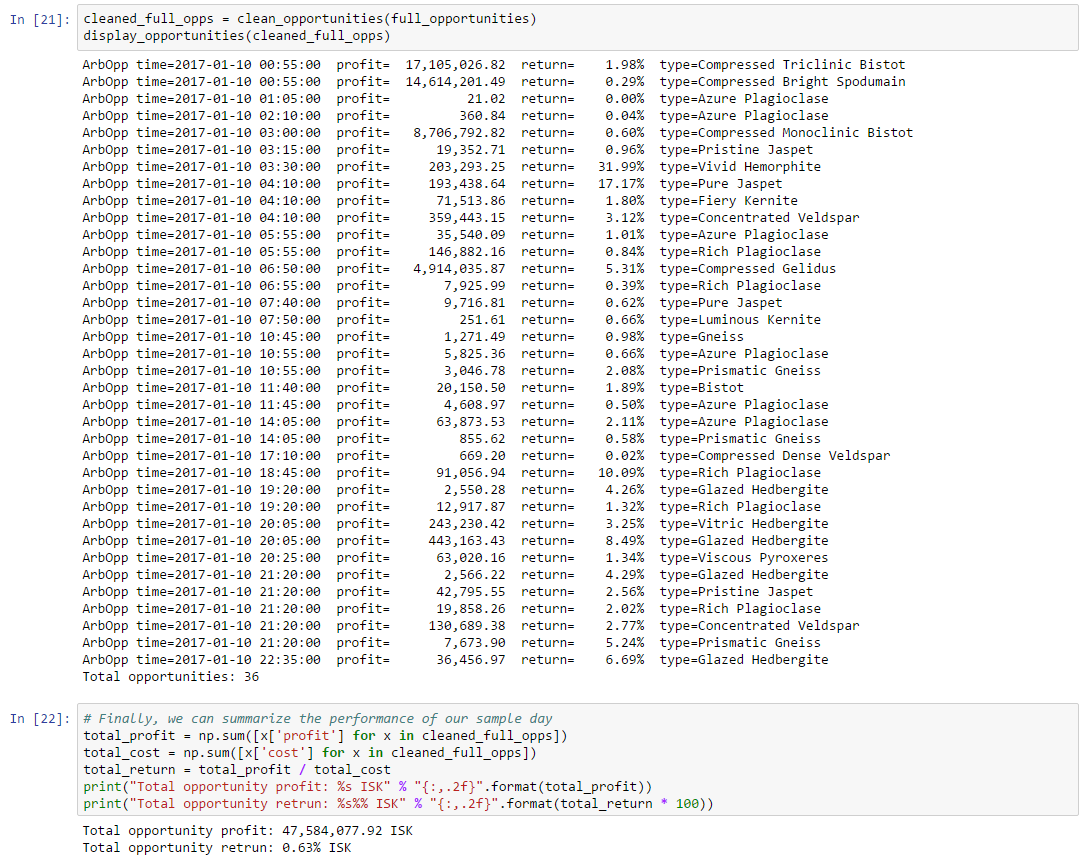 In [21]: cleaned_full_opps = clean_opportunities(full_opportunities)
display_opportunities(cleaned_full_opps)
ArbOpp time=2017-01-10 00:55:00  profit=  17,105,026.82  return=    1.98%  type=Compressed Triclinic Bistot
ArbOpp time=2017-01-10 00:55:00  profit=  14,614,201.49  return=    0.29%  type=Compressed Bright Spodumain
ArbOpp time=2017-01-10 01:05:00  profit=          21.02  return=    0.00%  type=Azure Plagioclase
ArbOpp time=2017-01-10 02:10:00  profit=         360.84  return=    0.04%  type=Azure Plagioclase
ArbOpp time=2017-01-10 03:00:00  profit=   8,706,792.82  return=    0.60%  type=Compressed Monoclinic Bistot
ArbOpp time=2017-01-10 03:15:00  profit=      19,352.71  return=    0.96%  type=Pristine Jaspet
ArbOpp time=2017-01-10 03:30:00  profit=     203,293.25  return=   31.99%  type=Vivid Hemorphite
ArbOpp time=2017-01-10 04:10:00  profit=     193,438.64  return=   17.17%  type=Pure Jaspet
ArbOpp time=2017-01-10 04:10:00  profit=      71,513.86  return=    1.80%  type=Fiery Kernite
ArbOpp time=2017-01-10 04:10:00  profit=     359,443.15  return=    3.12%  type=Concentrated Veldspar
ArbOpp time=2017-01-10 05:55:00  profit=      35,540.09  return=    1.01%  type=Azure Plagioclase
ArbOpp time=2017-01-10 05:55:00  profit=     146,882.16  return=    0.84%  type=Rich Plagioclase
ArbOpp time=2017-01-10 06:50:00  profit=   4,914,035.87  return=    5.31%  type=Compressed Gelidus
ArbOpp time=2017-01-10 06:55:00  profit=       7,925.99  return=    0.39%  type=Rich Plagioclase
ArbOpp time=2017-01-10 07:40:00  profit=       9,716.81  return=    0.62%  type=Pure Jaspet
ArbOpp time=2017-01-10 07:50:00  profit=         251.61  return=    0.66%  type=Luminous Kernite
ArbOpp time=2017-01-10 10:45:00  profit=       1,271.49  return=    0.98%  type=Gneiss
ArbOpp time=2017-01-10 10:55:00  profit=       5,825.36  return=    0.66%  type=Azure Plagioclase
ArbOpp time=2017-01-10 10:55:00  profit=       3,046.78  return=    2.08%  type=Prismatic Gneiss
ArbOpp time=2017-01-10 11:40:00  profit=      20,150.50  return=    1.89%  type=Bistot
ArbOpp time=2017-01-10 11:45:00  profit=       4,608.97  return=    0.50%  type=Azure Plagioclase
ArbOpp time=2017-01-10 14:05:00  profit=      63,873.53  return=    2.11%  type=Azure Plagioclase
ArbOpp time=2017-01-10 14:05:00  profit=         855.62  return=    0.58%  type=Prismatic Gneiss
ArbOpp time=2017-01-10 17:10:00  profit=         669.20  return=    0.02%  type=Compressed Dense Veldspar
ArbOpp time=2017-01-10 18:45:00  profit=      91,056.94  return=   10.09%  type=Rich Plagioclase
ArbOpp time=2017-01-10 19:20:00  profit=       2,550.28  return=    4.26%  type=Glazed Hedbergite
ArbOpp time=2017-01-10 19:20:00  profit=      12,917.87  return=    1.32%  type=Rich Plagioclase
ArbOpp time=2017-01-10 20:05:00  profit=     243,230.42  return=    3.25%  type=Vitric Hedbergite
ArbOpp time=2017-01-10 20:05:00  profit=     443,163.43  return=    8.49%  type=Glazed Hedbergite
ArbOpp time=2017-01-10 20:25:00  profit=      63,020.16  return=    1.34%  type=Viscous Pyroxeres
ArbOpp time=2017-01-10 21:20:00  profit=       2,566.22  return=    4.29%  type=Glazed Hedbergite
ArbOpp time=2017-01-10 21:20:00  profit=      42,795.55  return=    2.56%  type=Pristine Jaspet
ArbOpp time=2017-01-10 21:20:00  profit=      19,858.26  return=    2.02%  type=Rich Plagioclase
ArbOpp time=2017-01-10 21:20:00  profit=     130,689.38  return=    2.77%  type=Concentrated Veldspar
ArbOpp time=2017-01-10 21:20:00  profit=       7,673.90  return=    5.24%  type=Prismatic Gneiss
ArbOpp time=2017-01-10 22:35:00  profit=      36,456.97  return=    6.69%  type=Glazed Hedbergite
Total opportunities: 36
In [22]: # Finally, we can summarize the performance of our sample day
total_profit = np.sum([x['profit'] for x in cleaned_full_opps])
total_cost = np.sum([x['cost'] for x in cleaned_full_opps])
total_return = total_profit / total_cost
print("Total opportunity profit: %s ISK" % "{:,.2f}".format(total_profit))
print("Total opportunity retrun: %s%% ISK" % "{:,.2f}".format(total_return * 100))
Total opportunity profit: 47,584,077.92 ISK
Total opportunity retrun: 0.63% ISK